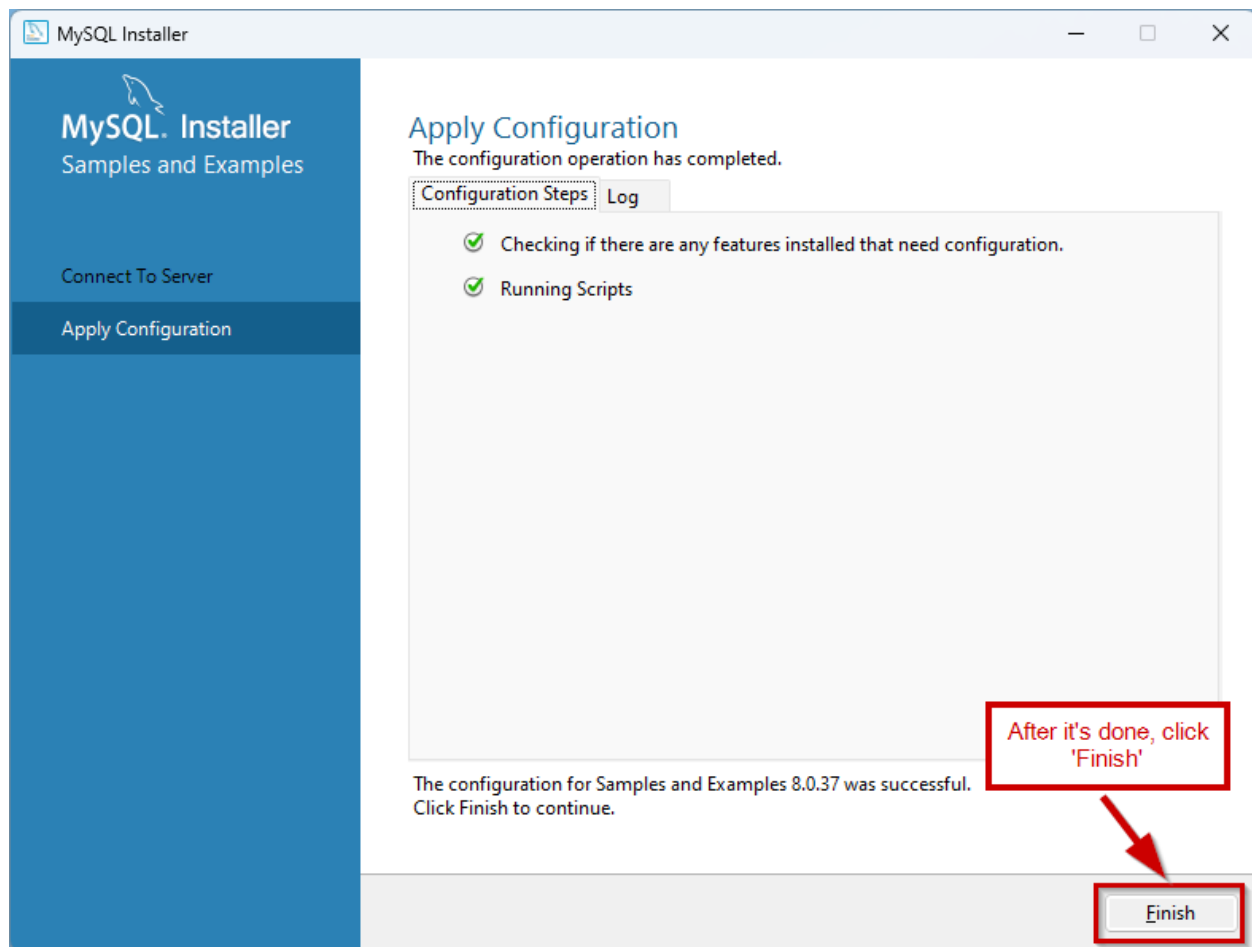 MySQL Installer
MySQL. Installer
Samples and Examples
Connect To Server
Apply Configuration
Apply Configuration
The configuration operation has completed.
Configuration Steps
Log
Checking if there are any features installed that need configuration.
Running Scripts
After it's done, click
'Finish'
The configuration for Samples and Examples 8.0.37 was successful.
Click Finish to continue.
Finish